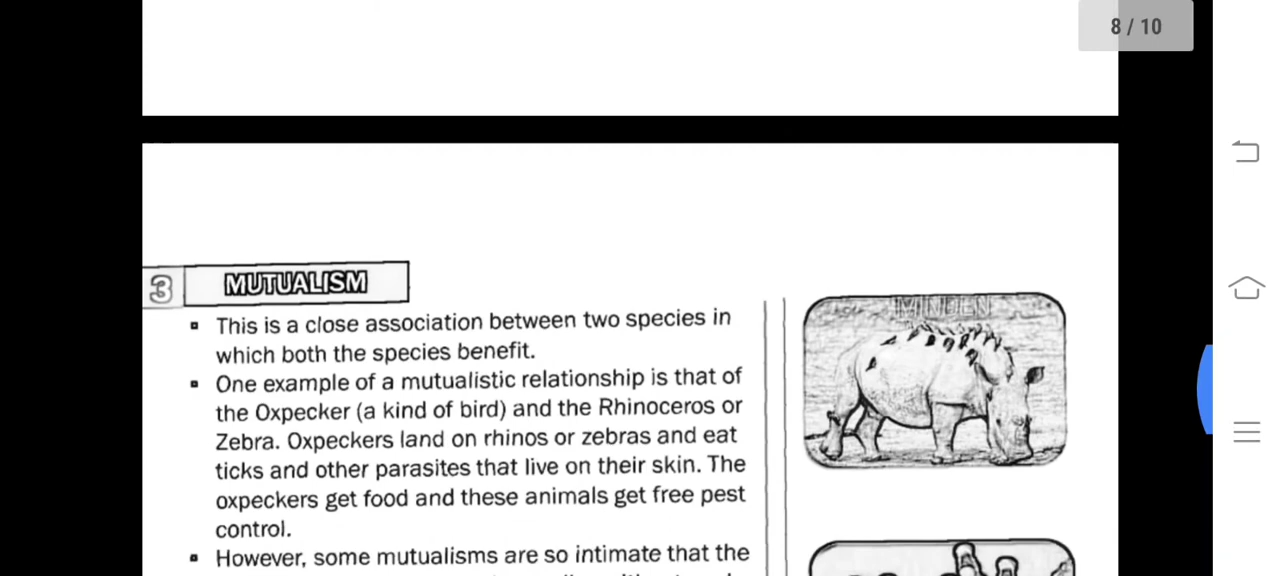 8 / 10
3 MUTUALISM
▪ This is a close association between two species in
which both the species benefit.
▪ One example of a mutualistic relationship is that of
the Oxpecker (a kind of bird) and the Rhinoceros or
Zebra. Oxpeckers land on rhinos or zebras and eat
ticks and other parasites that live on their skin. The
oxpeckers get food and these animals get free pest
control.
▪ However, some mutualisms are so intimate that the
MINDEN